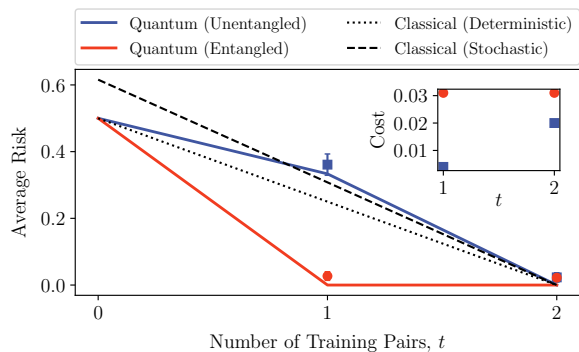 Quantum (Unentangled)
Quantum (Entangled)
Classical (Deterministic)
Classical (Stochastic)
Average Risk
0.6
0.4
0.2
0.0
0
1
2
Number of Training Pairs, t
Cost
0.03
0.02
0.01
1
t
2